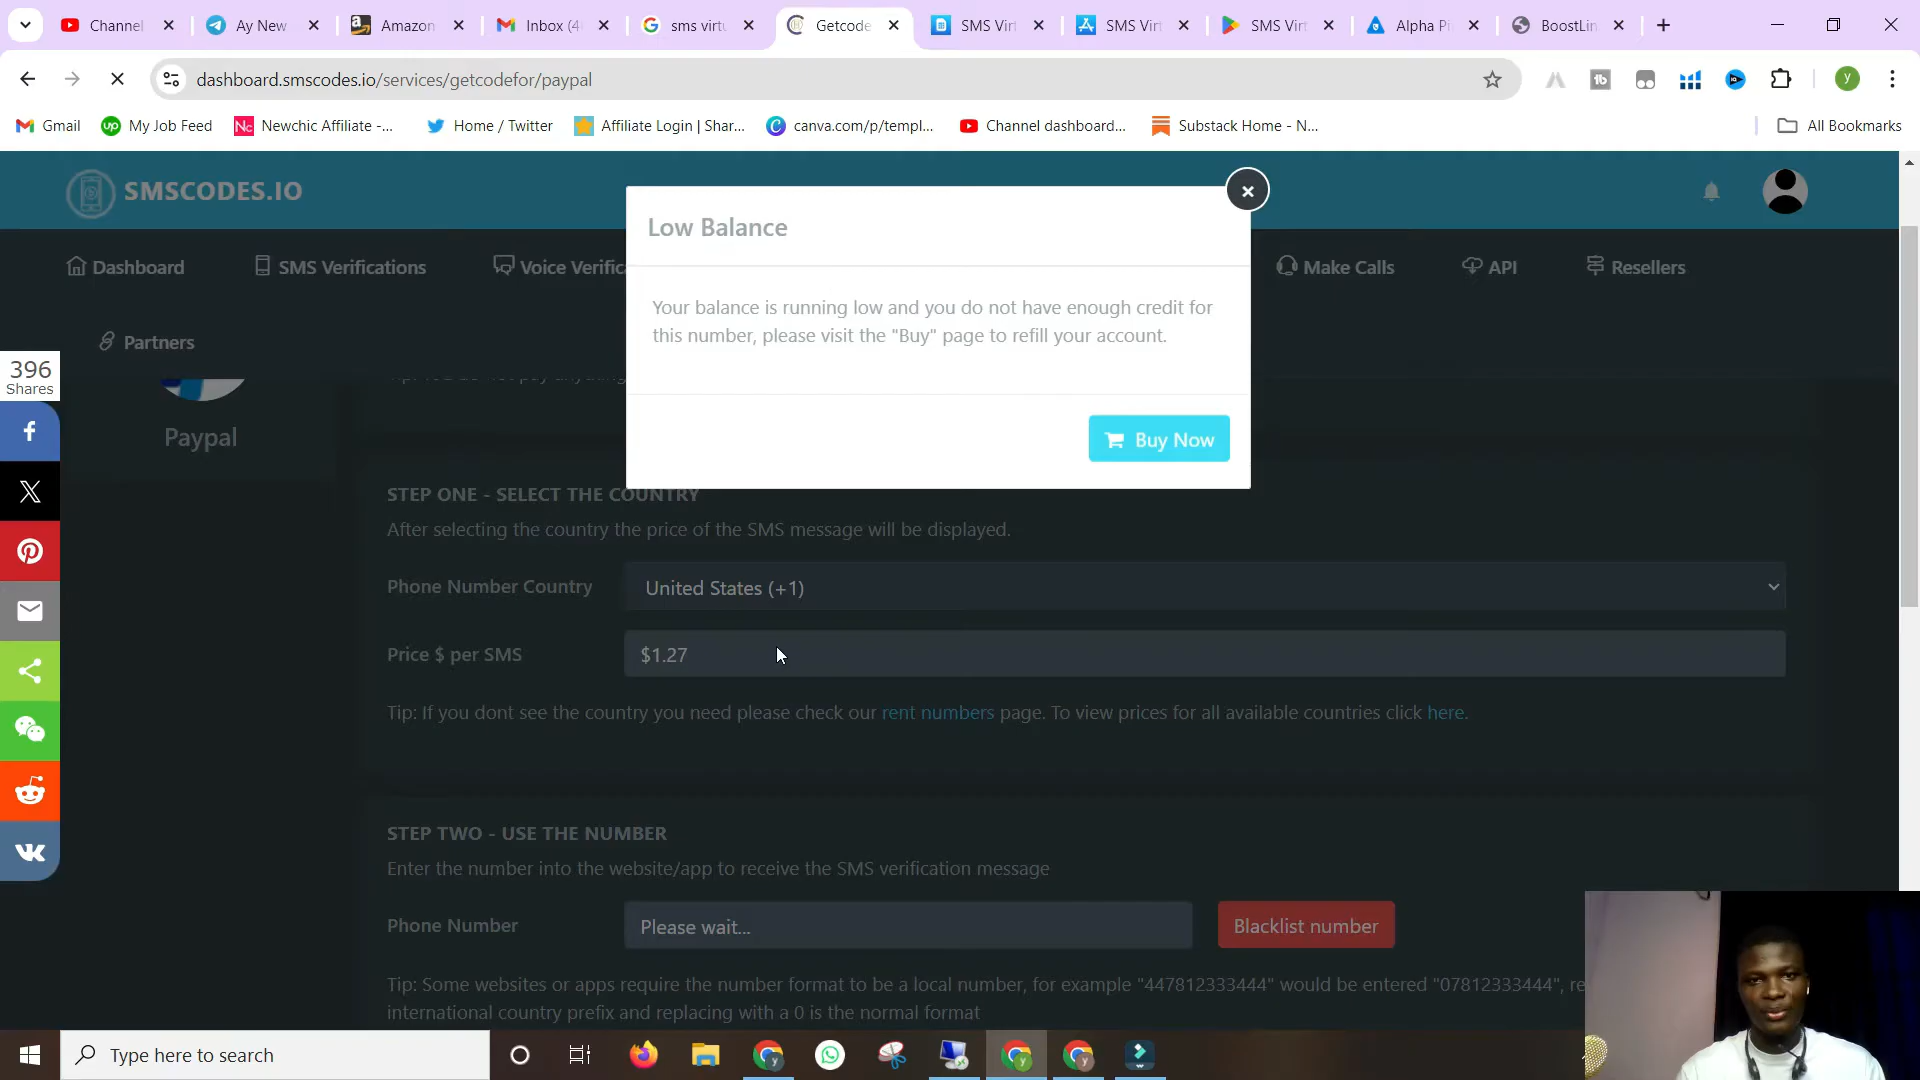 Channel
Ay New
Amazon
Inbox (4
sms virtu
Getcode
SMS Virt
SMS Virt
SMS Virt
Alpha Pi
BoostLin
dashboard.smscodes.io/services/getcodefor/paypal
y
Gmail
My Job Feed
Newchic Affiliate -...
Home / Twitter
Affiliate Login | Shar...
canva.com/p/templ...
Channel dashboard...
Substack Home - N...
All Bookmarks
SMSCODES.IO
Low Balance
Dashboard
SMS Verifications
Voice Verifica
Make Calls
API
Resellers
Your balance is running low and you do not have enough credit for
this number, please visit the "Buy" page to refill your account.
Partners
396
Shares
Buy Now
Paypal
STEP ONE - SELECT THE COUNTRY
After selecting the country the price of the SMS message will be displayed.
Phone Number Country
United States (+1)
Price $ per SMS
$1.27
Tip: If you dont see the country you need please check our rent numbers page. To view prices for all available countries click here.
STEP TWO - USE THE NUMBER
Enter the number into the website/app to receive the SMS verification message
Phone Number
Please wait...
Blacklist number
Tip: Some websites or apps require the number format to be a local number, for example "447812333444" would be entered "07812333444", re
international country prefix and replacing with a 0 is the normal format
Type here to search